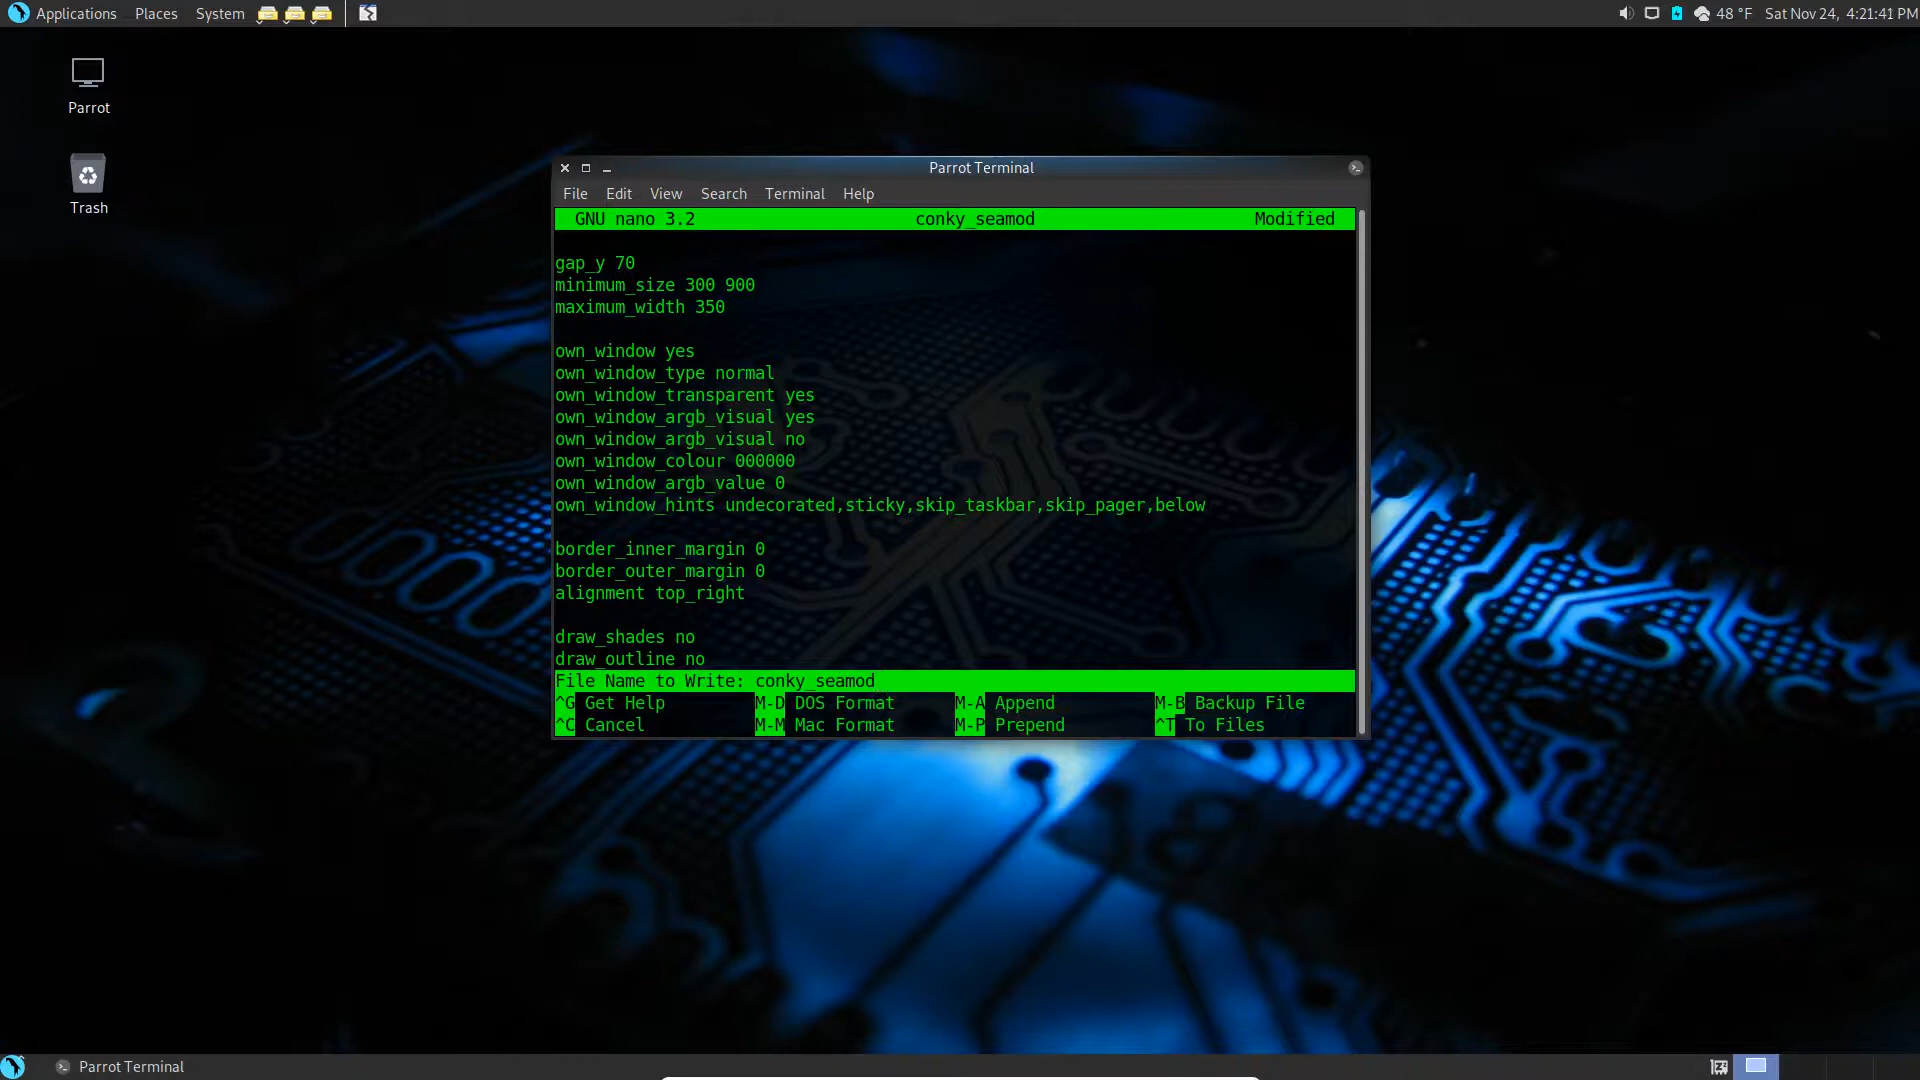 Applications Places System 48 °F Sat Nov 24, 4:21:41 PM
Parrot
Trash
Parrot Terminal
File Edit View Search Terminal Help
GNU nano 3.2 conky_seamod Modified
gap_y 70
minimum_size 300 900
maximum_width 350
own_window yes
own_window_type normal
own_window_transparent yes
own_window_argb_visual yes
own_window_argb_visual no
own_window_colour 000000
own_window_argb_value 0
own_window_hints undecorated,sticky,skip_taskbar,skip_pager,below
border_inner_margin 0
border_outer_margin 0
alignment top_right
draw_shades no
draw_outline no
File Name to Write: conky_seamod
^G Get Help M-D DOS Format M-A Append M-B Backup File
^C Cancel M-M Mac Format M-P Prepend ^T To Files
Parrot Terminal